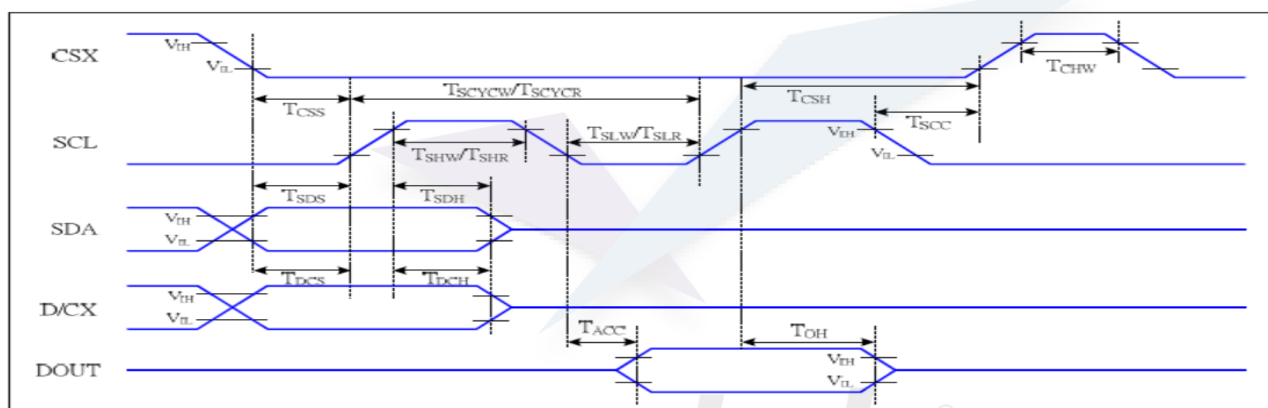 CSX
VIH
VIL
TCHW
TCSS
TSCYCW/TSCYCR
TCSH
TSCC
SCL
TSHW/TSHR
TSLW/TSLR
VIH
VIL
TSDS
TSDH
SDA
VIH
VIL
TDCS
TDCH
D/CX
VIH
VIL
TACC
TOH
DOUT
VIH
VIL